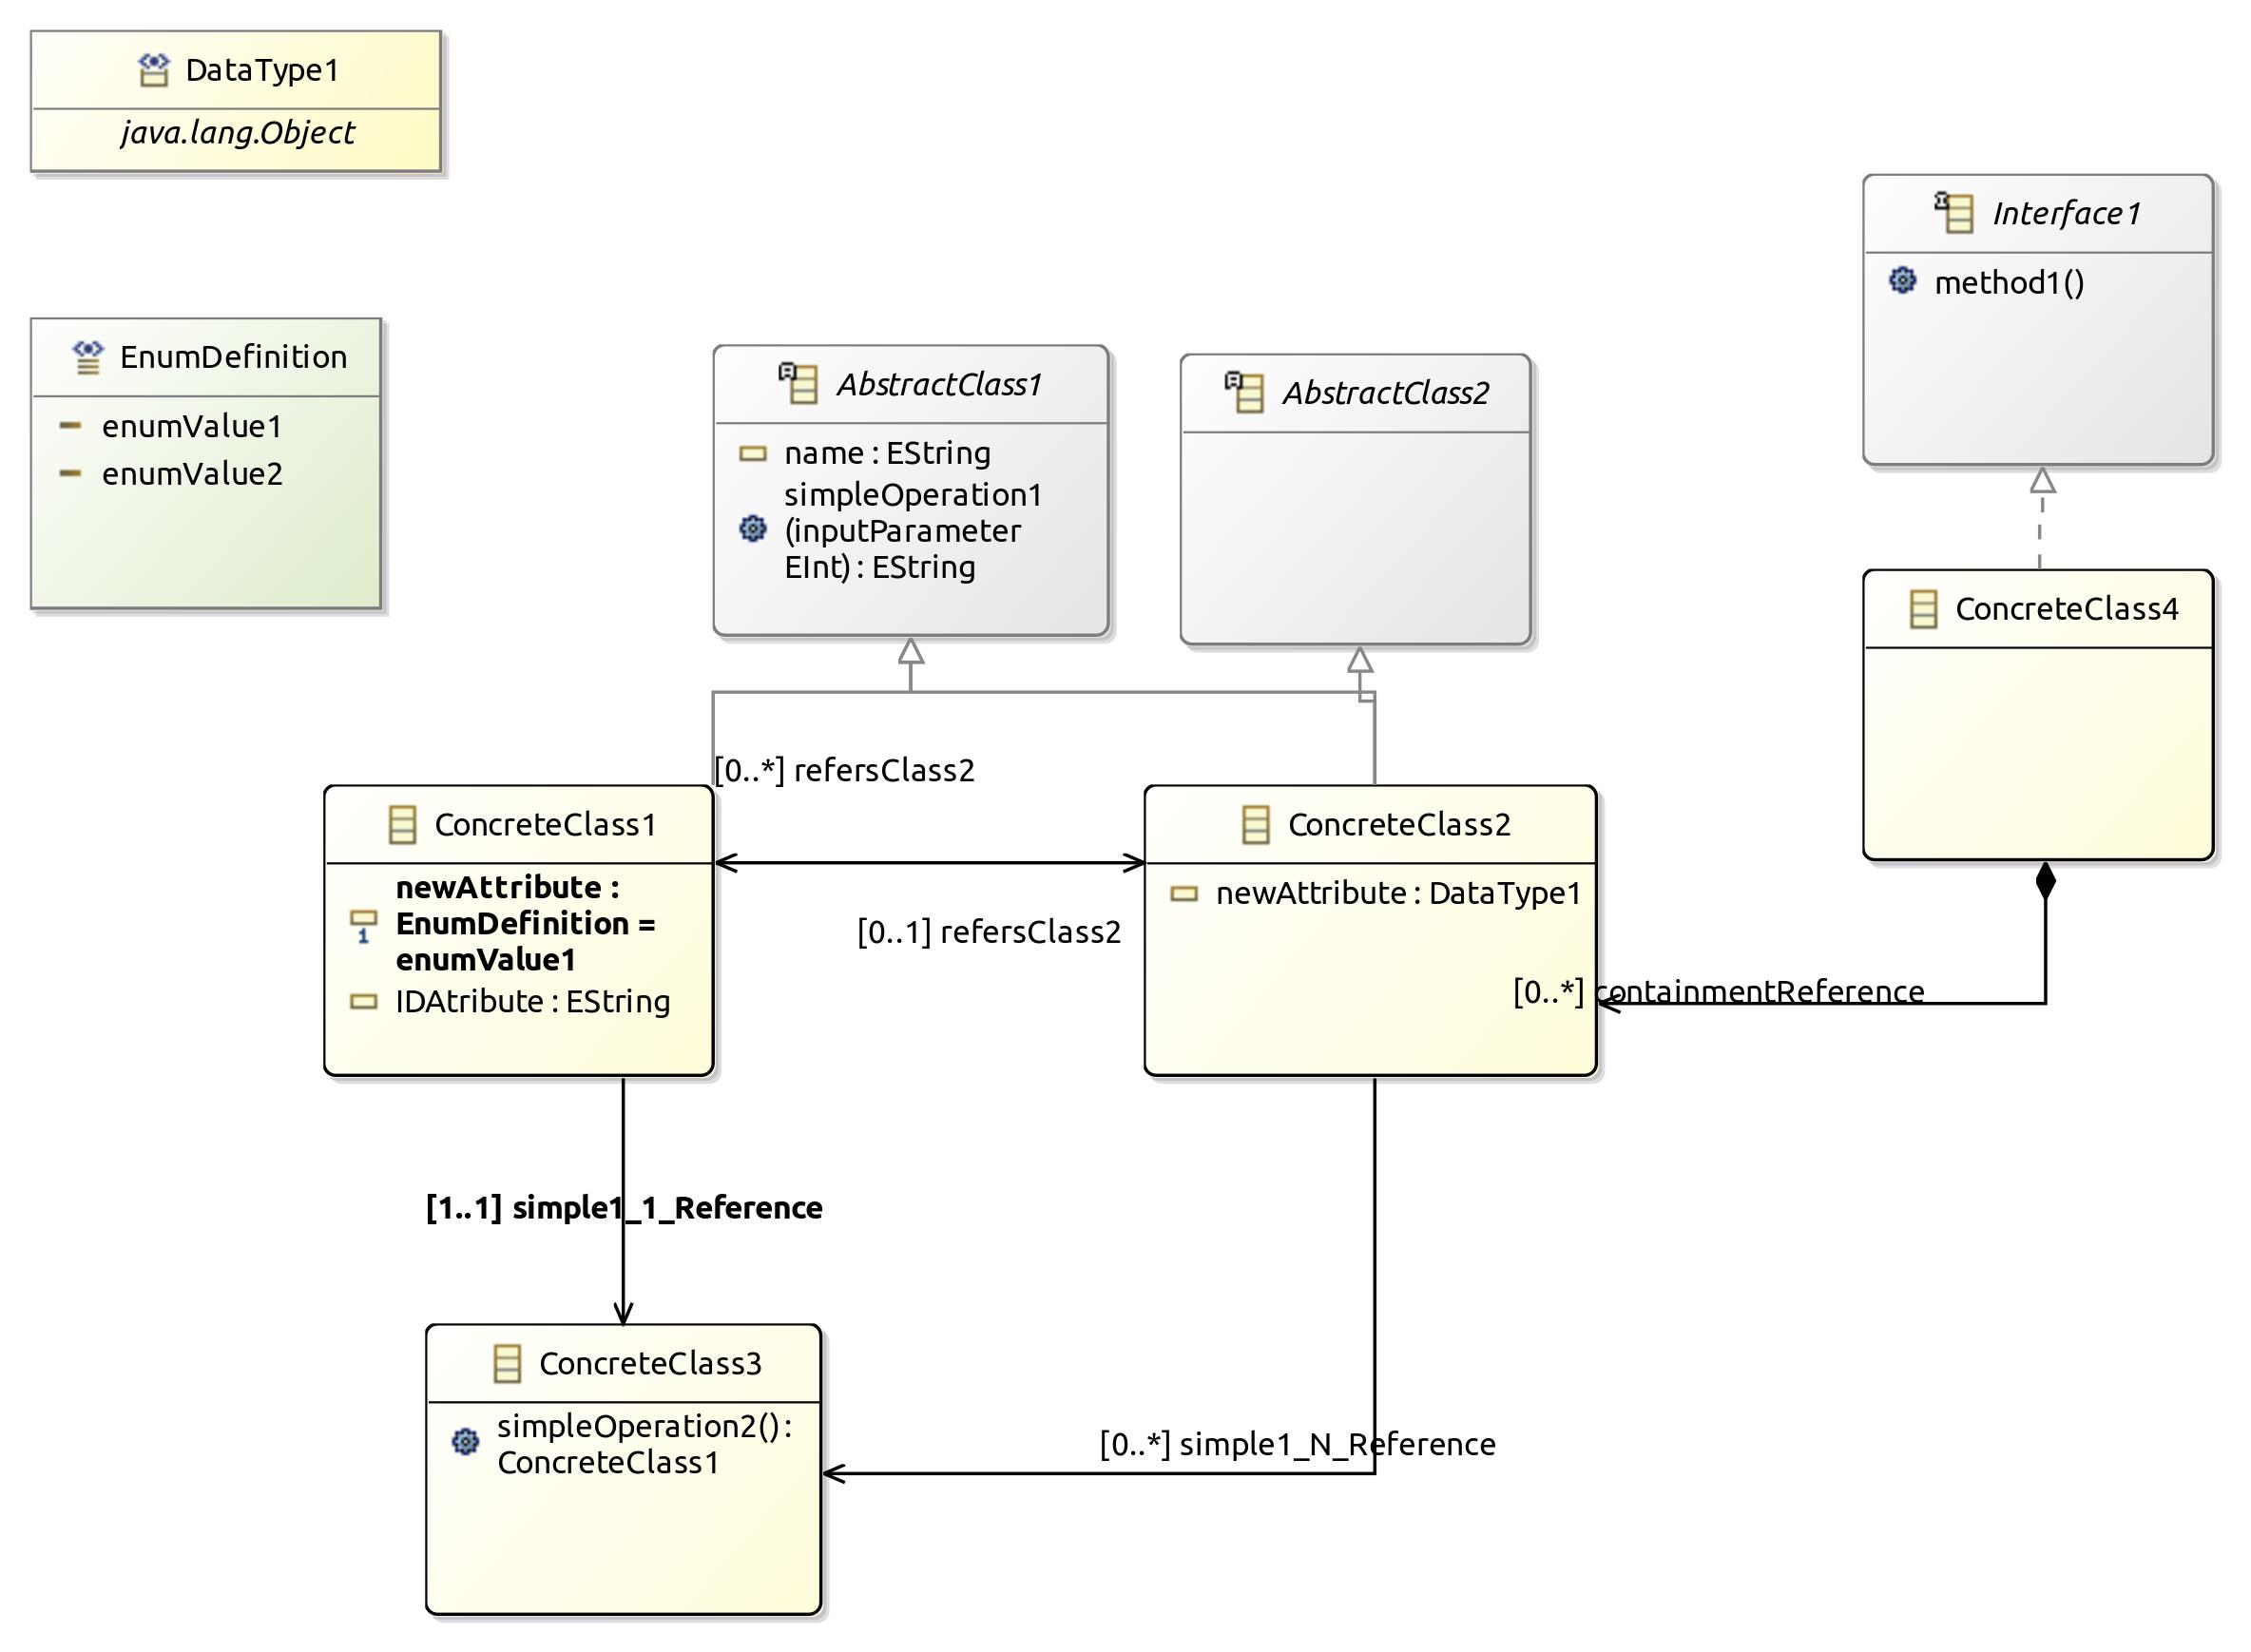 DataType1
java.lang.Object
Interface1
method1()
EnumDefinition
enumValue1
enumValue2
AbstractClass1
name : EString
simpleOperation1
(inputParameter
EInt) : EString
AbstractClass2
ConcreteClass4
[0..*] refersClass2
ConcreteClass1
newAttribute :
EnumDefinition =
enumValue1
1
IDAtribute : EString
[0..1] refersClass2
ConcreteClass2
newAttribute : DataType1
[0..*] containmentReference
[1..1] simple1_1_Reference
ConcreteClass3
simpleOperation2() :
ConcreteClass1
[0..*] simple1_N_Reference